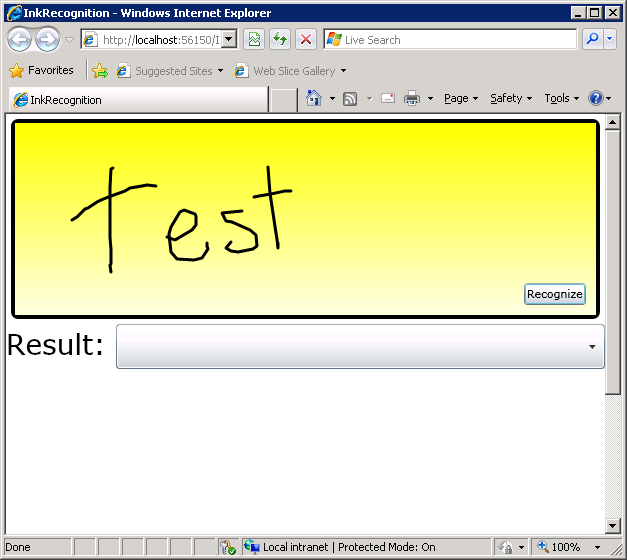 InkRecognition - Windows Internet Explorer
http://localhost:56150/I
Live Search
Favorites Suggested Sites Web Slice Gallery
InkRecognition
Page Safety Tools
Test
Recognize
Result:
Done Local intranet | Protected Mode: On 100%